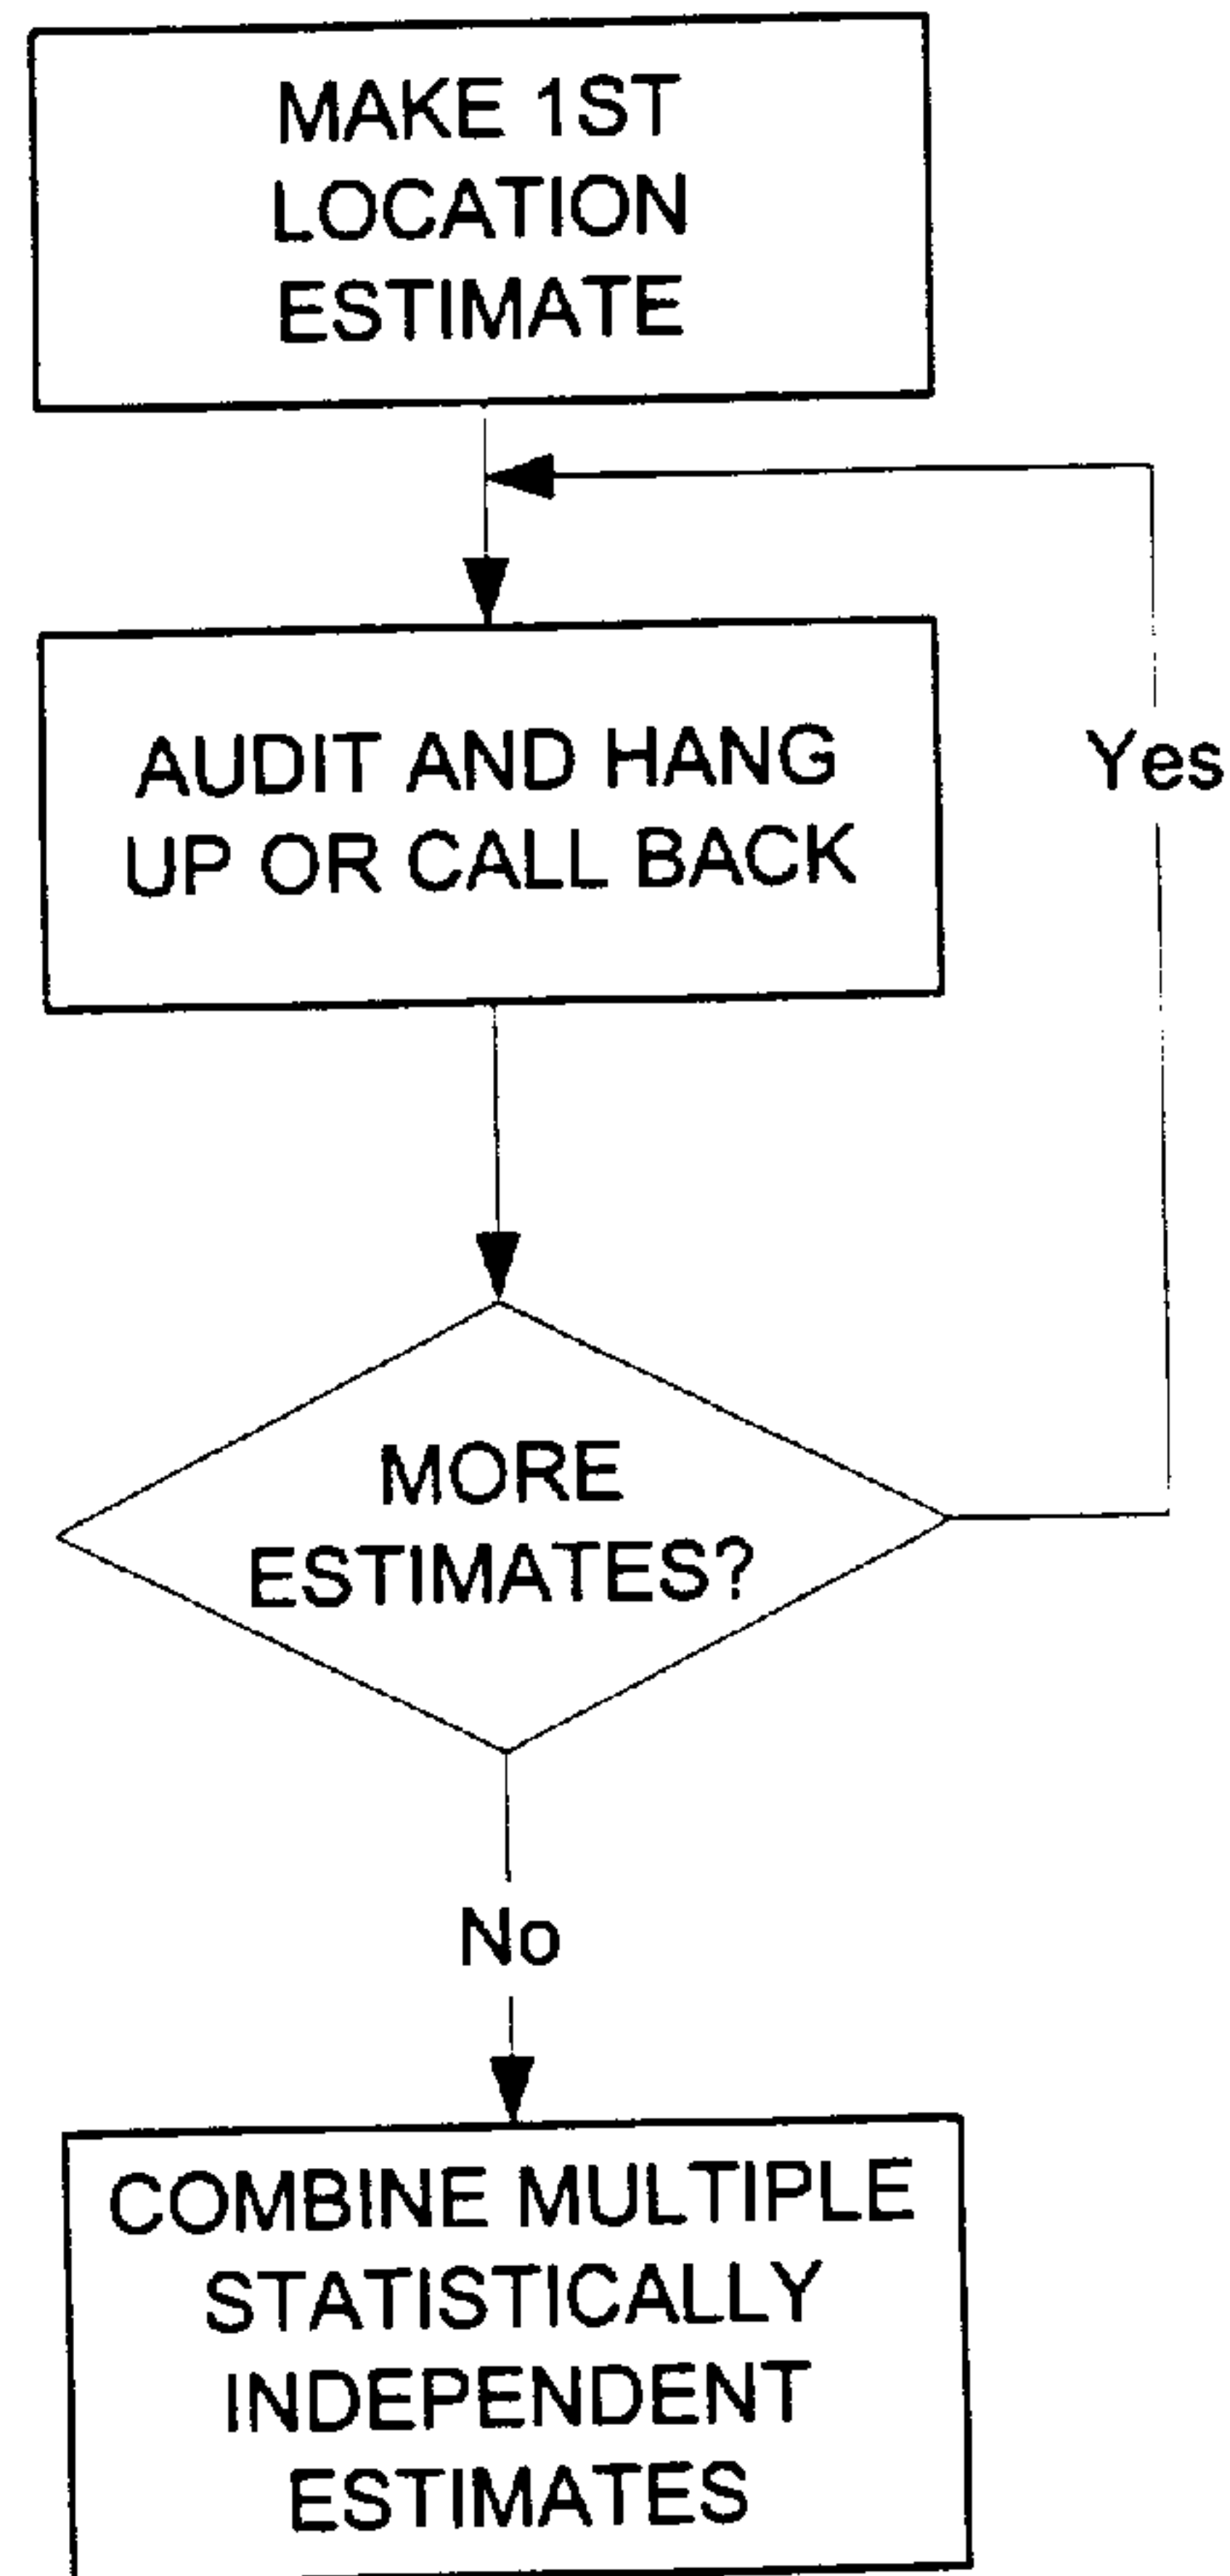 MAKE 1ST
LOCATION
ESTIMATE
AUDIT AND HANG
UP OR CALL BACK
Yes
MORE
ESTIMATES?
No
COMBINE MULTIPLE
STATISTICALLY
INDEPENDENT
ESTIMATES